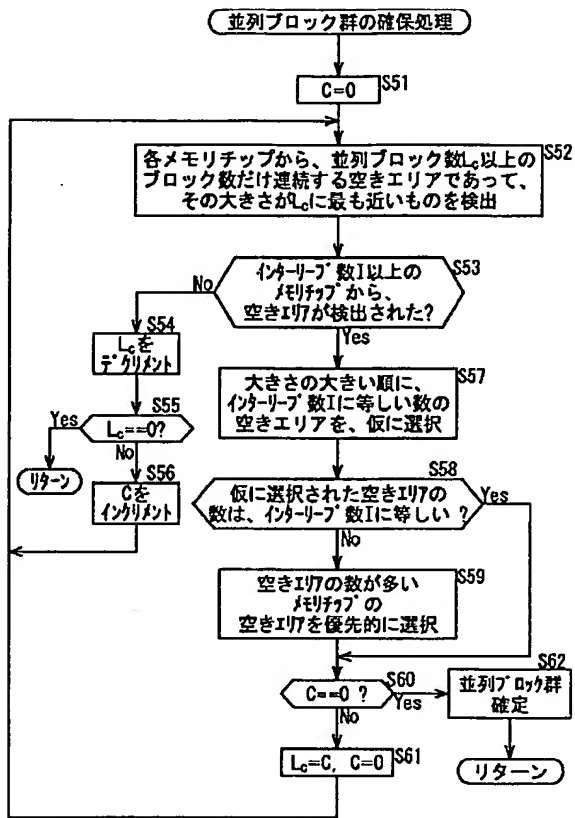 並列ブロック群の確保処理
C=0
S51
各メモリチップから、並列ブロック数Lc以上の
ブロック数だけ連続する空きエリアであって、
その大きさがLcに最も近いものを検出
S52
インターリーブ数I以上の
メモリチップから、
空きエリアが検出された?
S53
No
Yes
S54
Lcを
デクリメント
S55
Lc==0?
Yes
No
リターン
S56
Cを
インクリメント
S57
大きさの大きい順に、
インターリーブ数Iに等しい数の
空きエリアを、仮に選択
S58
仮に選択された空きエリアの
数は、インターリーブ数Iに等しい?
Yes
No
S59
空きエリアの数が多い
メモリチップの
空きエリアを優先的に選択
S60
C==0 ?
Yes
No
S62
並列ブロック群
確定
リターン
S61
Lc=C, C=0